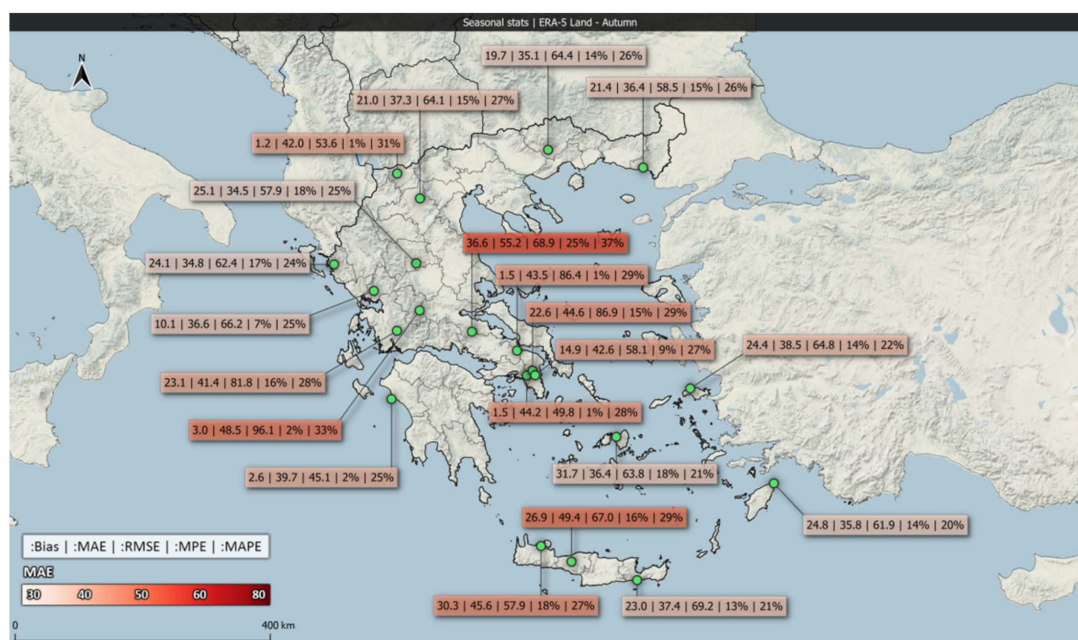 Seasonal stats | ERA-5 Land - Autumn
N
19.7 | 35.1 | 64.4 | 14% | 26%
21.4 | 36.4 | 58.5 | 15% | 26%
21.0 | 37.3 | 64.1 | 15% | 27%
1.2 | 42.0 | 53.6 | 1% | 31%
25.1 | 34.5 | 57.9 | 18% | 25%
36.6 | 55.2 | 68.9 | 25% | 37%
24.1 | 34.8 | 62.4 | 17% | 24%
1.5 | 43.5 | 86.4 | 1% | 29%
22.6 | 44.6 | 86.9 | 15% | 29%
10.1 | 36.6 | 66.2 | 7% | 25%
14.9 | 42.6 | 58.1 | 9% | 27%
24.4 | 38.5 | 64.8 | 14% | 22%
23.1 | 41.4 | 81.8 | 16% | 28%
1.5 | 44.2 | 49.8 | 1% | 28%
3.0 | 48.5 | 96.1 | 2% | 33%
2.6 | 39.7 | 45.1 | 2% | 25%
31.7 | 36.4 | 63.8 | 18% | 21%
26.9 | 49.4 | 67.0 | 16% | 29%
24.8 | 35.8 | 61.9 | 14% | 20%
:Bias | :MAE | :RMSE | :MPE | :MAPE
MAE
30 40 50 60 80
30.3 | 45.6 | 57.9 | 18% | 27%
23.0 | 37.4 | 69.2 | 13% | 21%
0 400 km